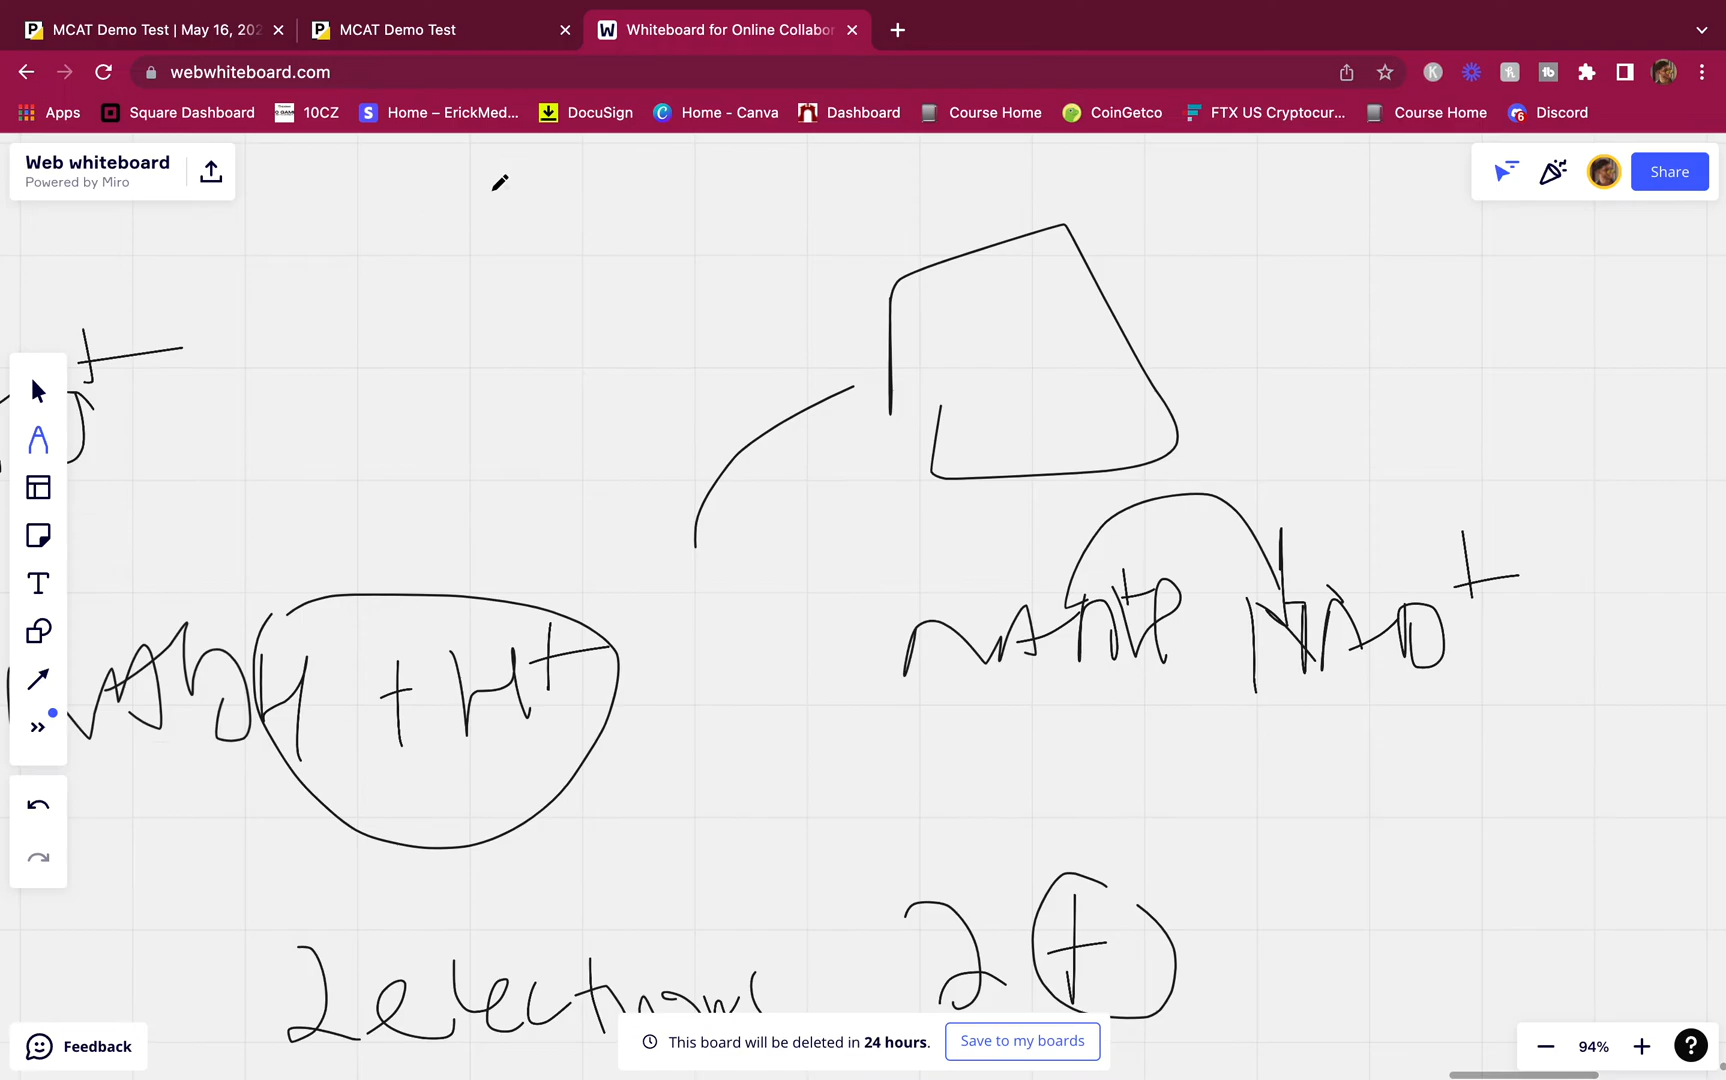 MCAT Demo Test | May 16, 202
MCAT Demo Test
Whiteboard for Online Collabor
webwhiteboard.com
Apps
Square Dashboard
10CZ
Home – ErickMed...
DocuSign
Home - Canva
Dashboard
Course Home
CoinGetco
FTX US Cryptocur...
Course Home
Discord
Web whiteboard
Powered by Miro
Share
+
NADP NAD+
H + H+
2 electrons
2 +
This board will be deleted in 24 hours.
Save to my boards
Feedback
94%